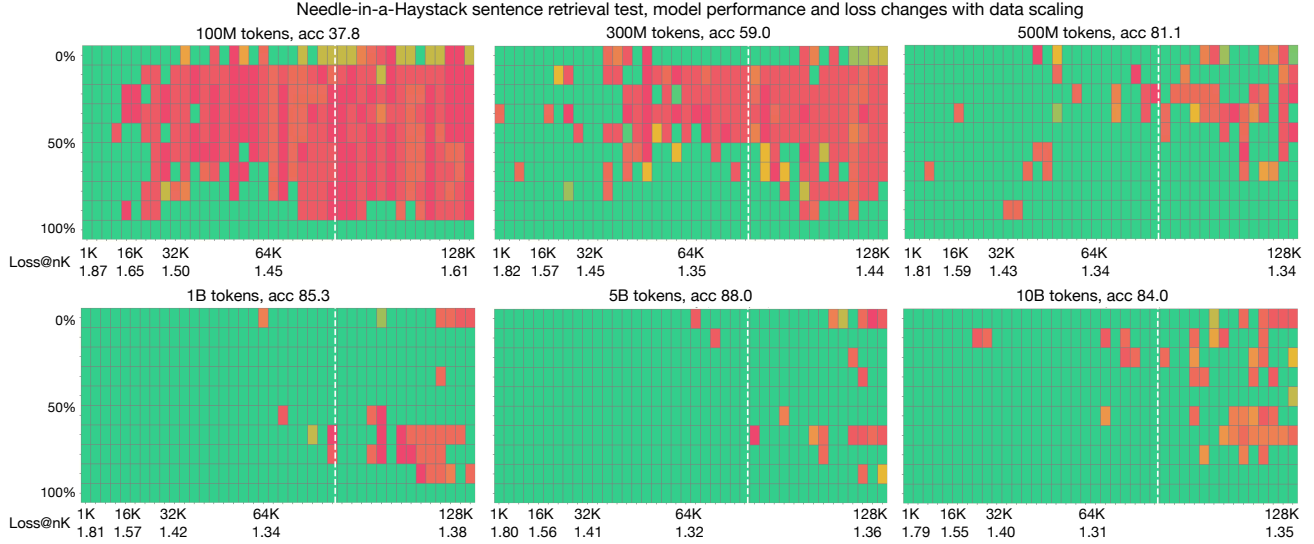 Needle-in-a-Haystack sentence retrieval test, model performance and loss changes with data scaling
100M tokens, acc 37.8
300M tokens, acc 59.0
500M tokens, acc 81.1
0%
50%
100%
1K 16K 32K 64K 128K
1K 16K 32K 64K 128K
1K 16K 32K 64K 128K
Loss@nK 1.87 1.65 1.50 1.45 1.61
1.82 1.57 1.45 1.35 1.44
1.81 1.59 1.43 1.34 1.34
1B tokens, acc 85.3
5B tokens, acc 88.0
10B tokens, acc 84.0
0%
50%
100%
1K 16K 32K 64K 128K
1K 16K 32K 64K 128K
1K 16K 32K 64K 128K
Loss@nK 1.81 1.57 1.42 1.34 1.38
1.80 1.56 1.41 1.32 1.36
1.79 1.55 1.40 1.31 1.35